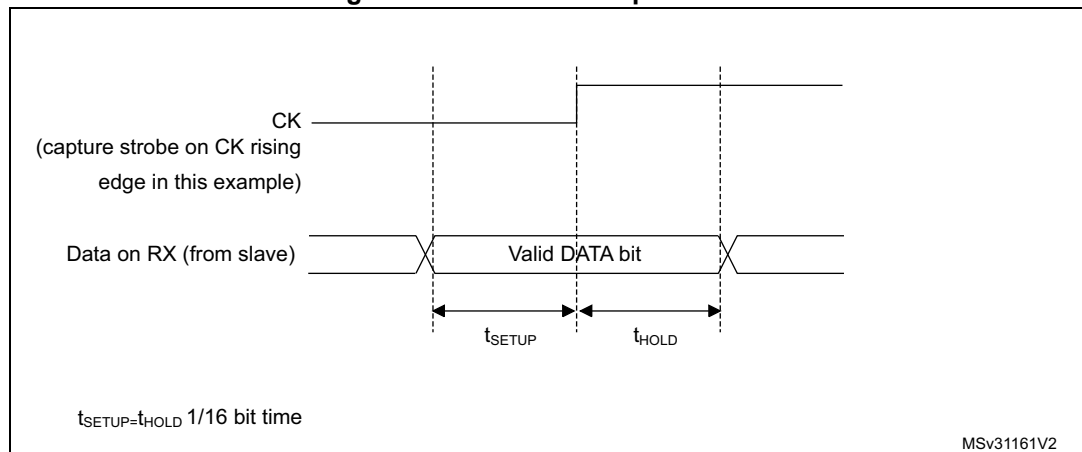 CK
(capture strobe on CK rising
edge in this example)
Data on RX (from slave)
Valid DATA bit
tSETUP
tHOLD
tSETUP=tHOLD 1/16 bit time
MSv31161V2